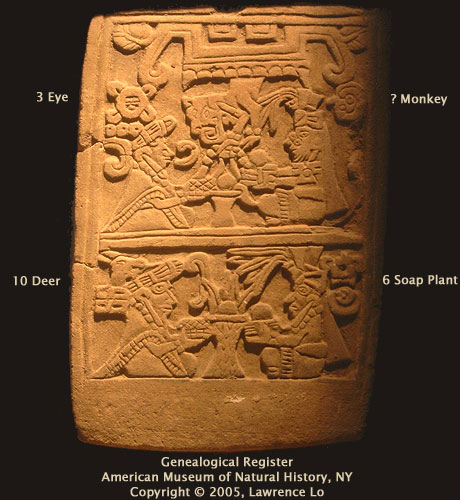 3 Eye
? Monkey
10 Deer
6 Soap Plant
Genealogical Register
American Museum of Natural History, NY
Copyright © 2005, Lawrence Lo